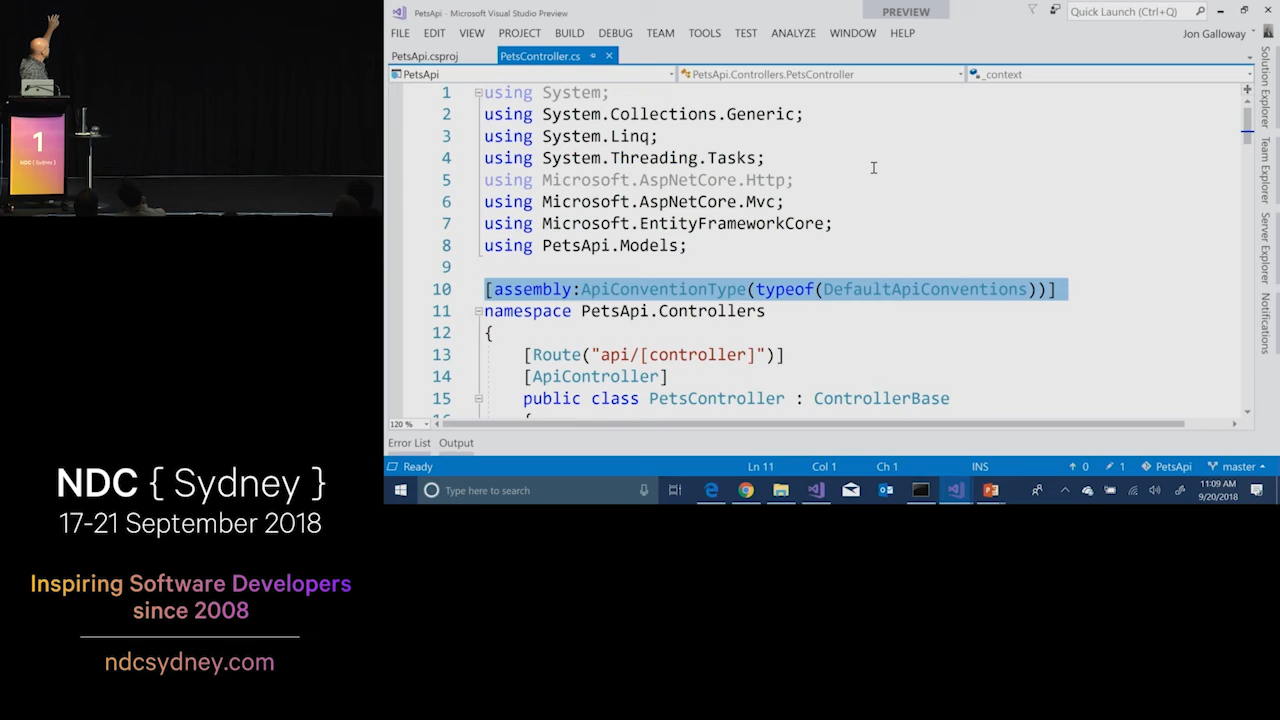 PetsApi - Microsoft Visual Studio Preview
PREVIEW
Quick Launch (Ctrl+Q)
FILE EDIT VIEW PROJECT BUILD DEBUG TEAM TOOLS TEST ANALYZE WINDOW HELP
Jon Galloway
PetsApi.csproj PetsController.cs
PetsApi PetsApi.Controllers.PetsController _context
1 using System;
2 using System.Collections.Generic;
3 using System.Linq;
4 using System.Threading.Tasks;
5 using Microsoft.AspNetCore.Http;
6 using Microsoft.AspNetCore.Mvc;
7 using Microsoft.EntityFrameworkCore;
8 using PetsApi.Models;
9
10 [assembly:ApiConventionType(typeof(DefaultApiConventions))]
11 namespace PetsApi.Controllers
12 {
13 [Route("api/[controller]")]
14 [ApiController]
15 public class PetsController : ControllerBase
16 {
120 %
Error List Output
Ready Ln 11 Col 1 Ch 1 INS 0 1 PetsApi master
Type here to search
11:09 AM
9/20/2018
Solution Explorer
Team Explorer
Server Explorer
Notifications
1
NDC { Sydney }
NDC { Sydney }
17-21 September 2018
Inspiring Software Developers
since 2008
ndcsydney.com